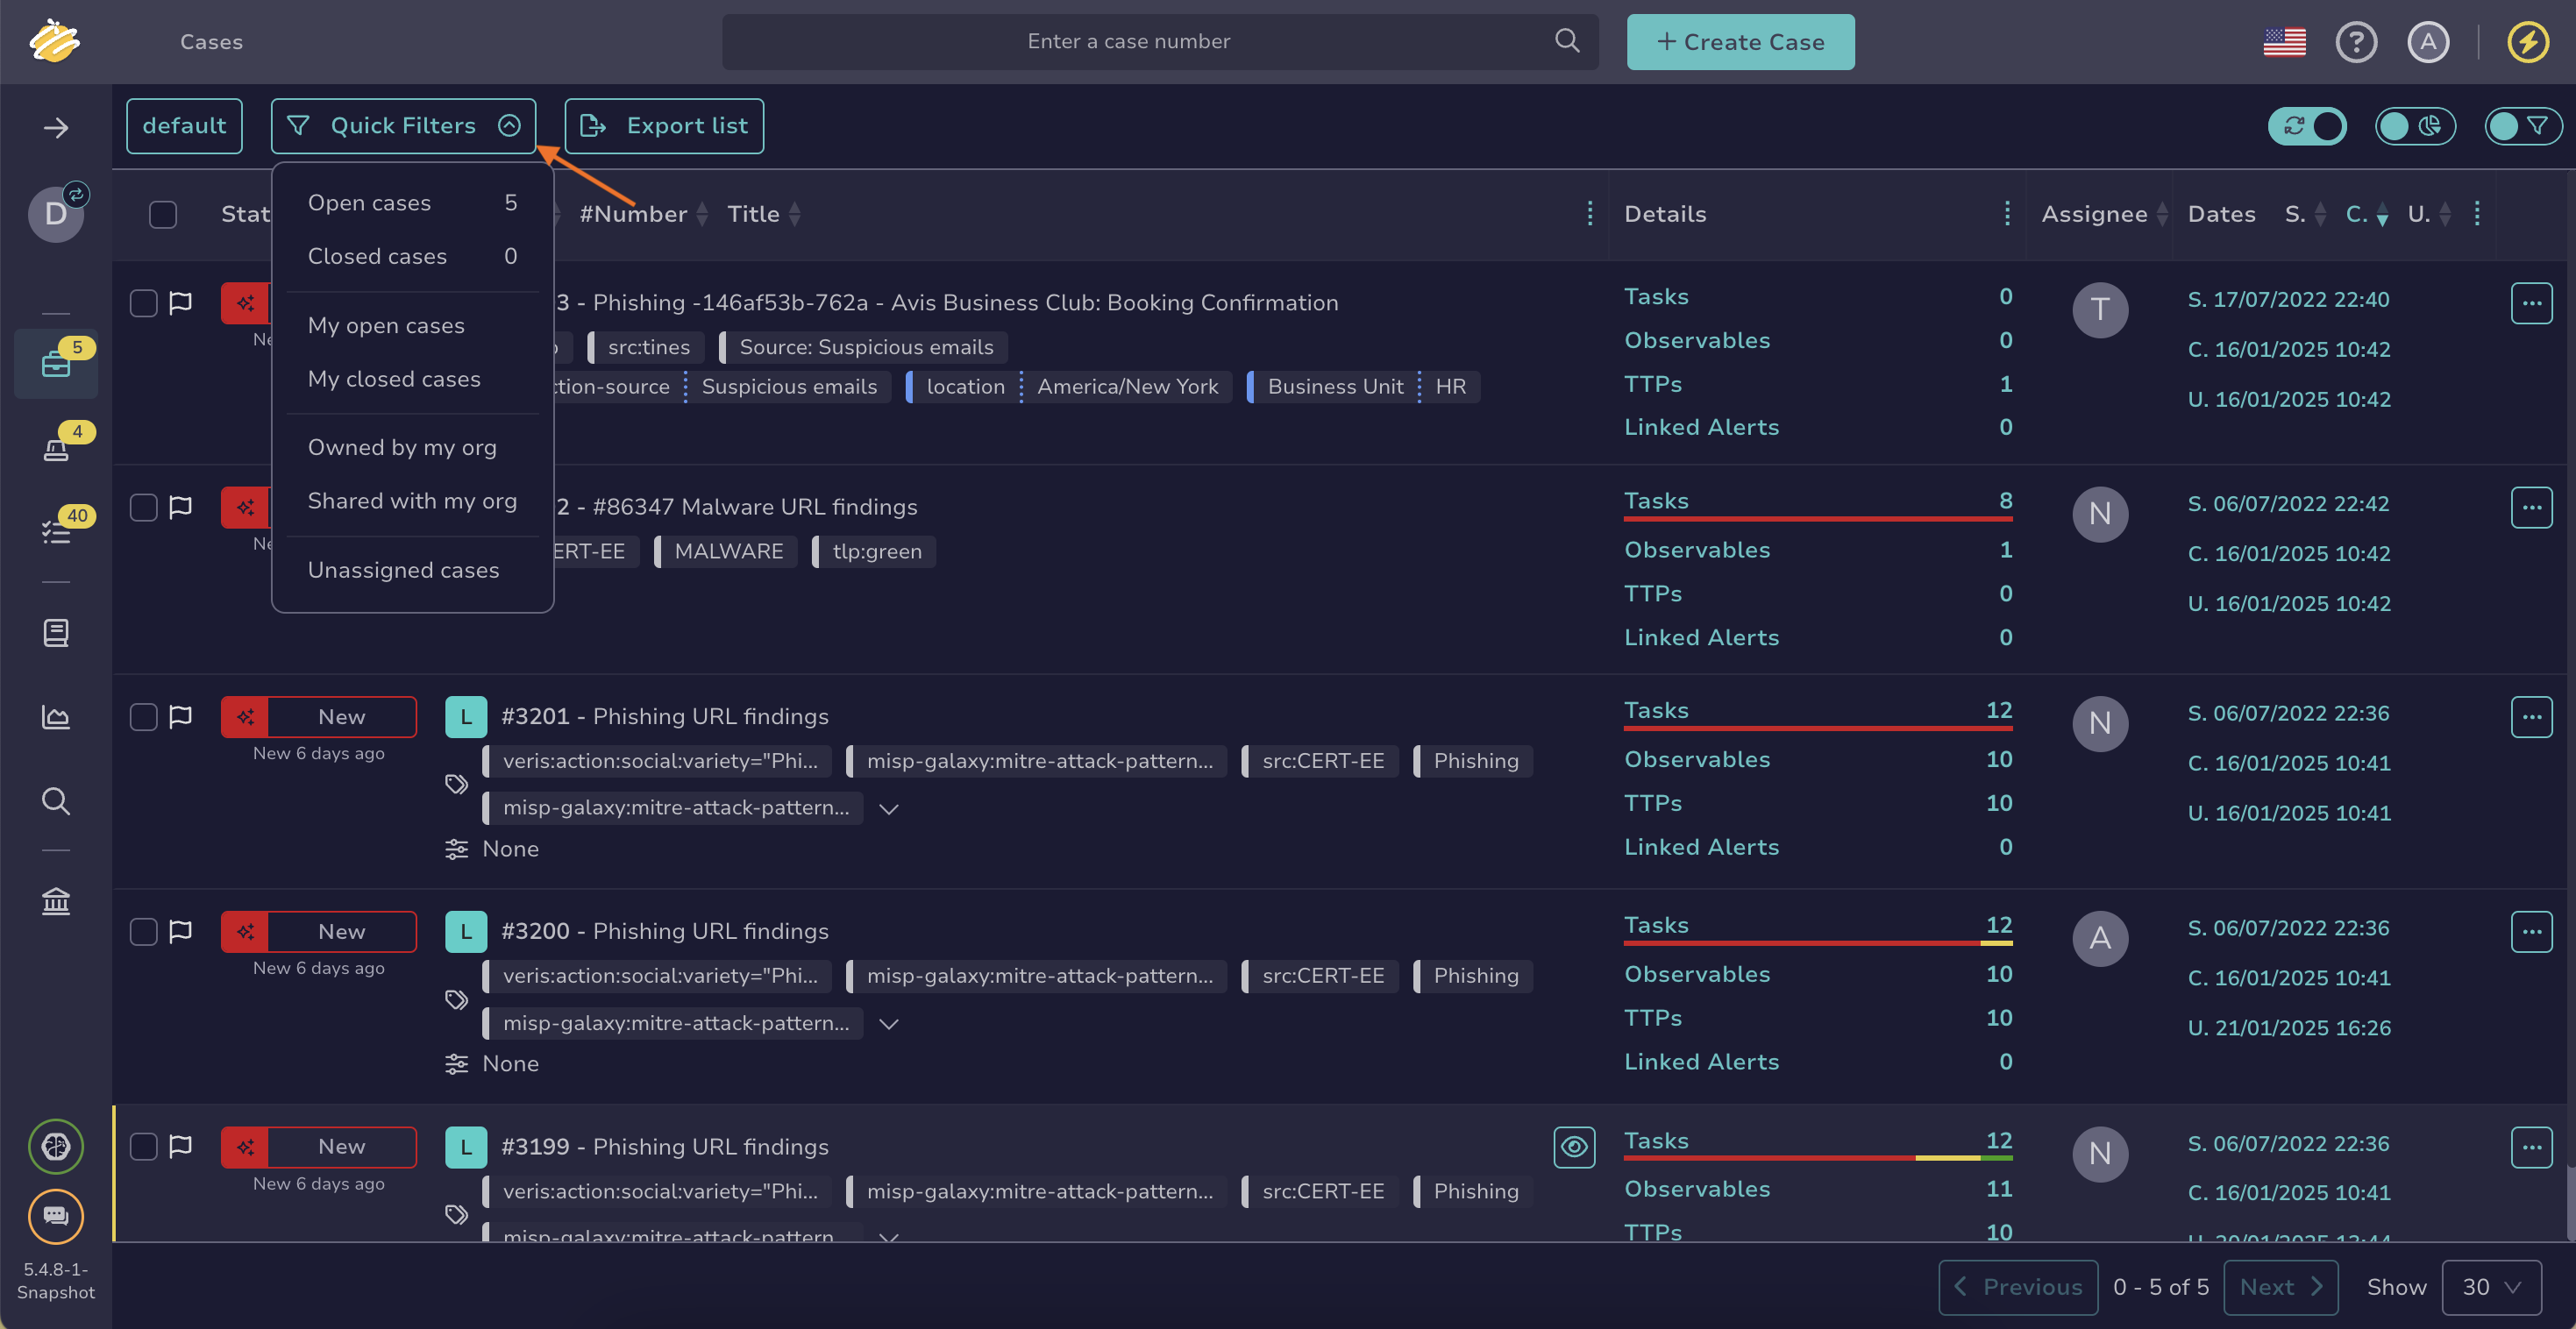 Cases
Enter a case number
+ Create Case
A
default
Quick Filters
Export list
Open cases 5
Closed cases 0
My open cases
My closed cases
Owned by my org
Shared with my org
Unassigned cases
D
5
4
40
5.4.8-1-
Snapshot
Stat #Number Title Details Assignee Dates S. C. U.
Ne
3 - Phishing -146af53b-762a - Avis Business Club: Booking Confirmation
src:tines Source: Suspicious emails
ction-source Suspicious emails location America/New York Business Unit HR
Tasks 0
Observables 0
TTPs 1
Linked Alerts 0
T
S. 17/07/2022 22:40
C. 16/01/2025 10:42
U. 16/01/2025 10:42
Ne
2 - #86347 Malware URL findings
ERT-EE MALWARE tlp:green
Tasks 8
Observables 1
TTPs 0
Linked Alerts 0
N
S. 06/07/2022 22:42
C. 16/01/2025 10:42
U. 16/01/2025 10:42
New
New 6 days ago
L #3201 - Phishing URL findings
veris:action:social:variety="Phi... misp-galaxy:mitre-attack-pattern... src:CERT-EE Phishing
misp-galaxy:mitre-attack-pattern...
None
Tasks 12
Observables 10
TTPs 10
Linked Alerts 0
N
S. 06/07/2022 22:36
C. 16/01/2025 10:41
U. 16/01/2025 10:41
New
New 6 days ago
L #3200 - Phishing URL findings
veris:action:social:variety="Phi... misp-galaxy:mitre-attack-pattern... src:CERT-EE Phishing
misp-galaxy:mitre-attack-pattern...
None
Tasks 12
Observables 10
TTPs 10
Linked Alerts 0
A
S. 06/07/2022 22:36
C. 16/01/2025 10:41
U. 21/01/2025 16:26
New
New 6 days ago
L #3199 - Phishing URL findings
veris:action:social:variety="Phi... misp-galaxy:mitre-attack-pattern... src:CERT-EE Phishing
misp-galaxy:mitre-attack-pattern
Tasks 12
Observables 11
TTPs 10
N
S. 06/07/2022 22:36
C. 16/01/2025 10:41
Previous 0 - 5 of 5 Next Show 30